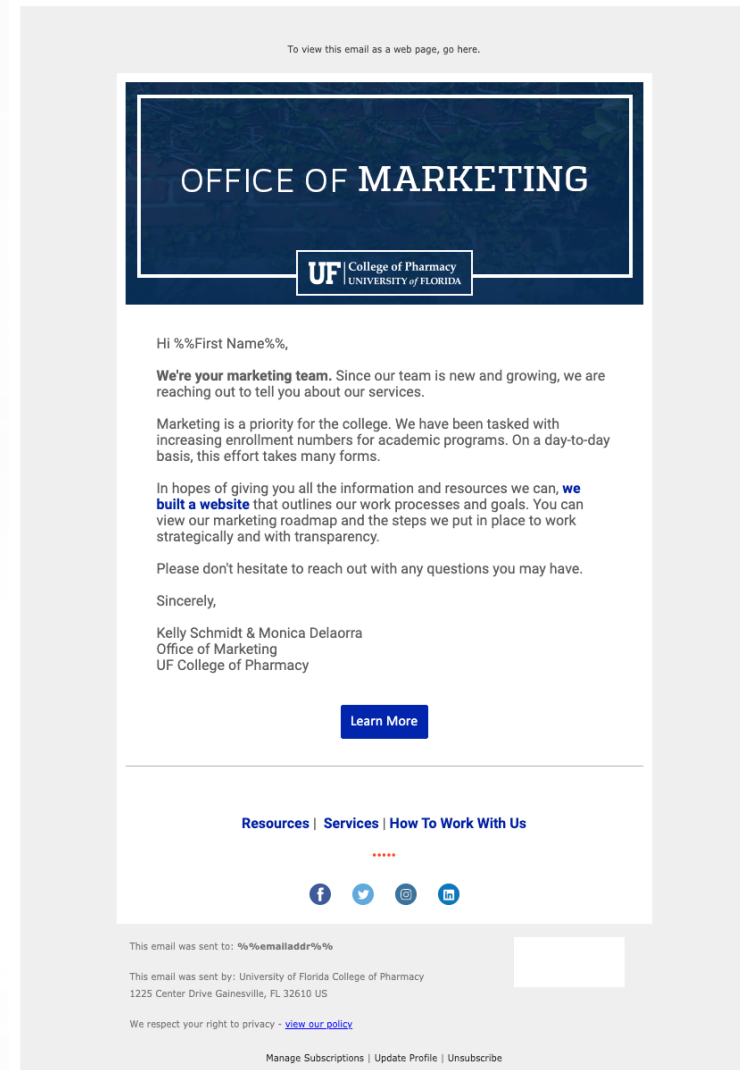 To view this email as a web page, go here.
OFFICE OF MARKETING
UF College of Pharmacy
UNIVERSITY of FLORIDA
Hi %%First Name%%,
We're your marketing team. Since our team is new and growing, we are
reaching out to tell you about our services.
Marketing is a priority for the college. We have been tasked with
increasing enrollment numbers for academic programs. On a day-to-day
basis, this effort takes many forms.
In hopes of giving you all the information and resources we can, we
built a website that outlines our work processes and goals. You can
view our marketing roadmap and the steps we put in place to work
strategically and with transparency.
Please don't hesitate to reach out with any questions you may have.
Sincerely,
Kelly Schmidt & Monica Delaorra
Office of Marketing
UF College of Pharmacy
Learn More
Resources | Services | How To Work With Us
This email was sent to: %%emailaddr%%
This email was sent by: University of Florida College of Pharmacy
1225 Center Drive Gainesville, FL 32610 US
We respect your right to privacy - view our policy
Manage Subscriptions | Update Profile | Unsubscribe